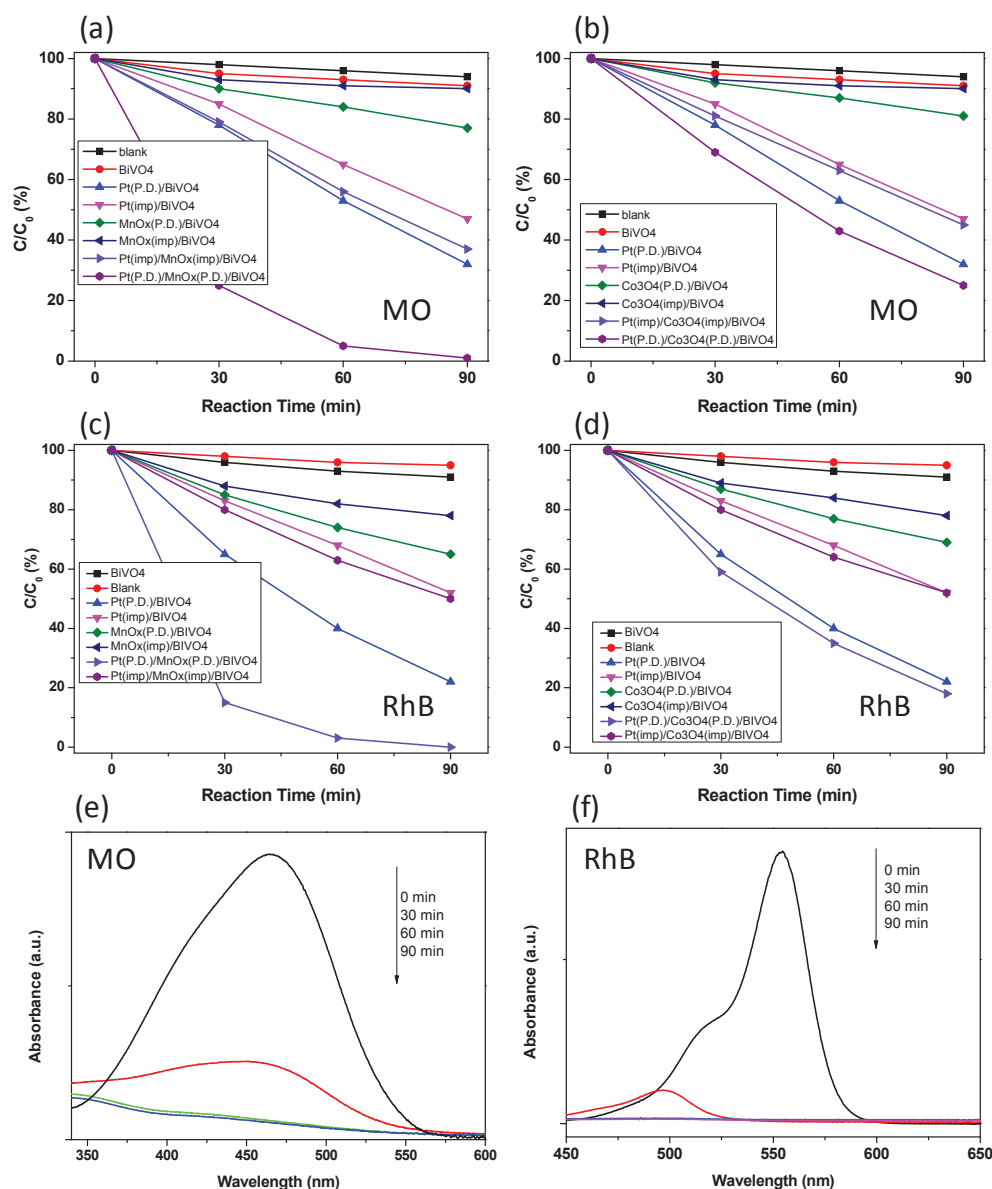 (a)
100
80
60
40
20
0
C/C0 (%)
blank
BiVO4
Pt(P.D.)/BiVO4
Pt(imp)/BiVO4
MnOx(P.D.)/BiVO4
MnOx(imp)/BiVO4
Pt(imp)/MnOx(imp)/BiVO4
Pt(P.D.)/MnOx(P.D.)/BiVO4
MO
0 30 60 90
Reaction Time (min)
(b)
100
80
60
40
20
0
C/C0 (%)
blank
BiVO4
Pt(P.D.)/BiVO4
Pt(imp)/BiVO4
Co3O4(P.D.)/BiVO4
Co3O4(imp)/BiVO4
Pt(imp)/Co3O4(imp)/BiVO4
Pt(P.D.)/Co3O4(P.D.)/BiVO4
MO
0 30 60 90
Reaction Time (min)
(c)
100
80
60
40
20
0
C/C0 (%)
BiVO4
Blank
Pt(P.D.)/BIVO4
Pt(imp)/BIVO4
MnOx(P.D.)/BIVO4
MnOx(imp)/BIVO4
Pt(P.D.)/MnOx(P.D.)/BIVO4
Pt(imp)/MnOx(imp)/BIVO4
RhB
0 30 60 90
Reaction Time (min)
(d)
100
80
60
40
20
0
C/C0 (%)
BiVO4
Blank
Pt(P.D.)/BIVO4
Pt(imp)/BIVO4
Co3O4(P.D.)/BIVO4
Co3O4(imp)/BIVO4
Pt(P.D.)/Co3O4(P.D.)/BIVO4
Pt(imp)/Co3O4(imp)/BIVO4
RhB
0 30 60 90
Reaction Time (min)
(e)
MO
Absorbance (a.u.)
0 min
30 min
60 min
90 min
350 400 450 500 550 600
Wavelength (nm)
(f)
RhB
Absorbance (a.u.)
0 min
30 min
60 min
90 min
450 500 550 600 650
Wavelength (nm)